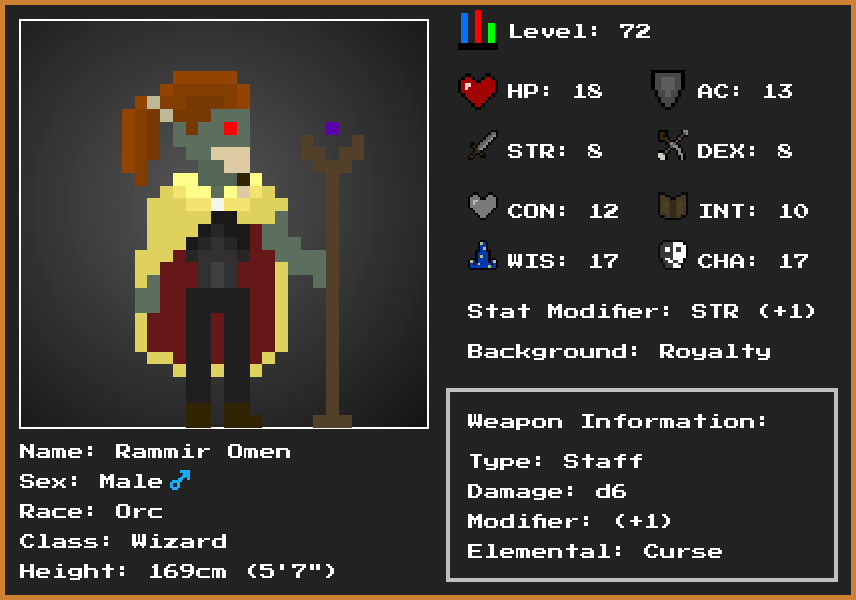 Level: 72
HP: 18 AC: 13
STR: 8 DEX: 8
CON: 12 INT: 10
WIS: 17 CHA: 17
Stat Modifier: STR (+1)
Background: Royalty
Weapon Information:
Type: Staff
Damage: d6
Modifier: (+1)
Elemental: Curse
Name: Rammir Omen
Sex: Male ♂
Race: Orc
Class: Wizard
Height: 169cm (5'7")